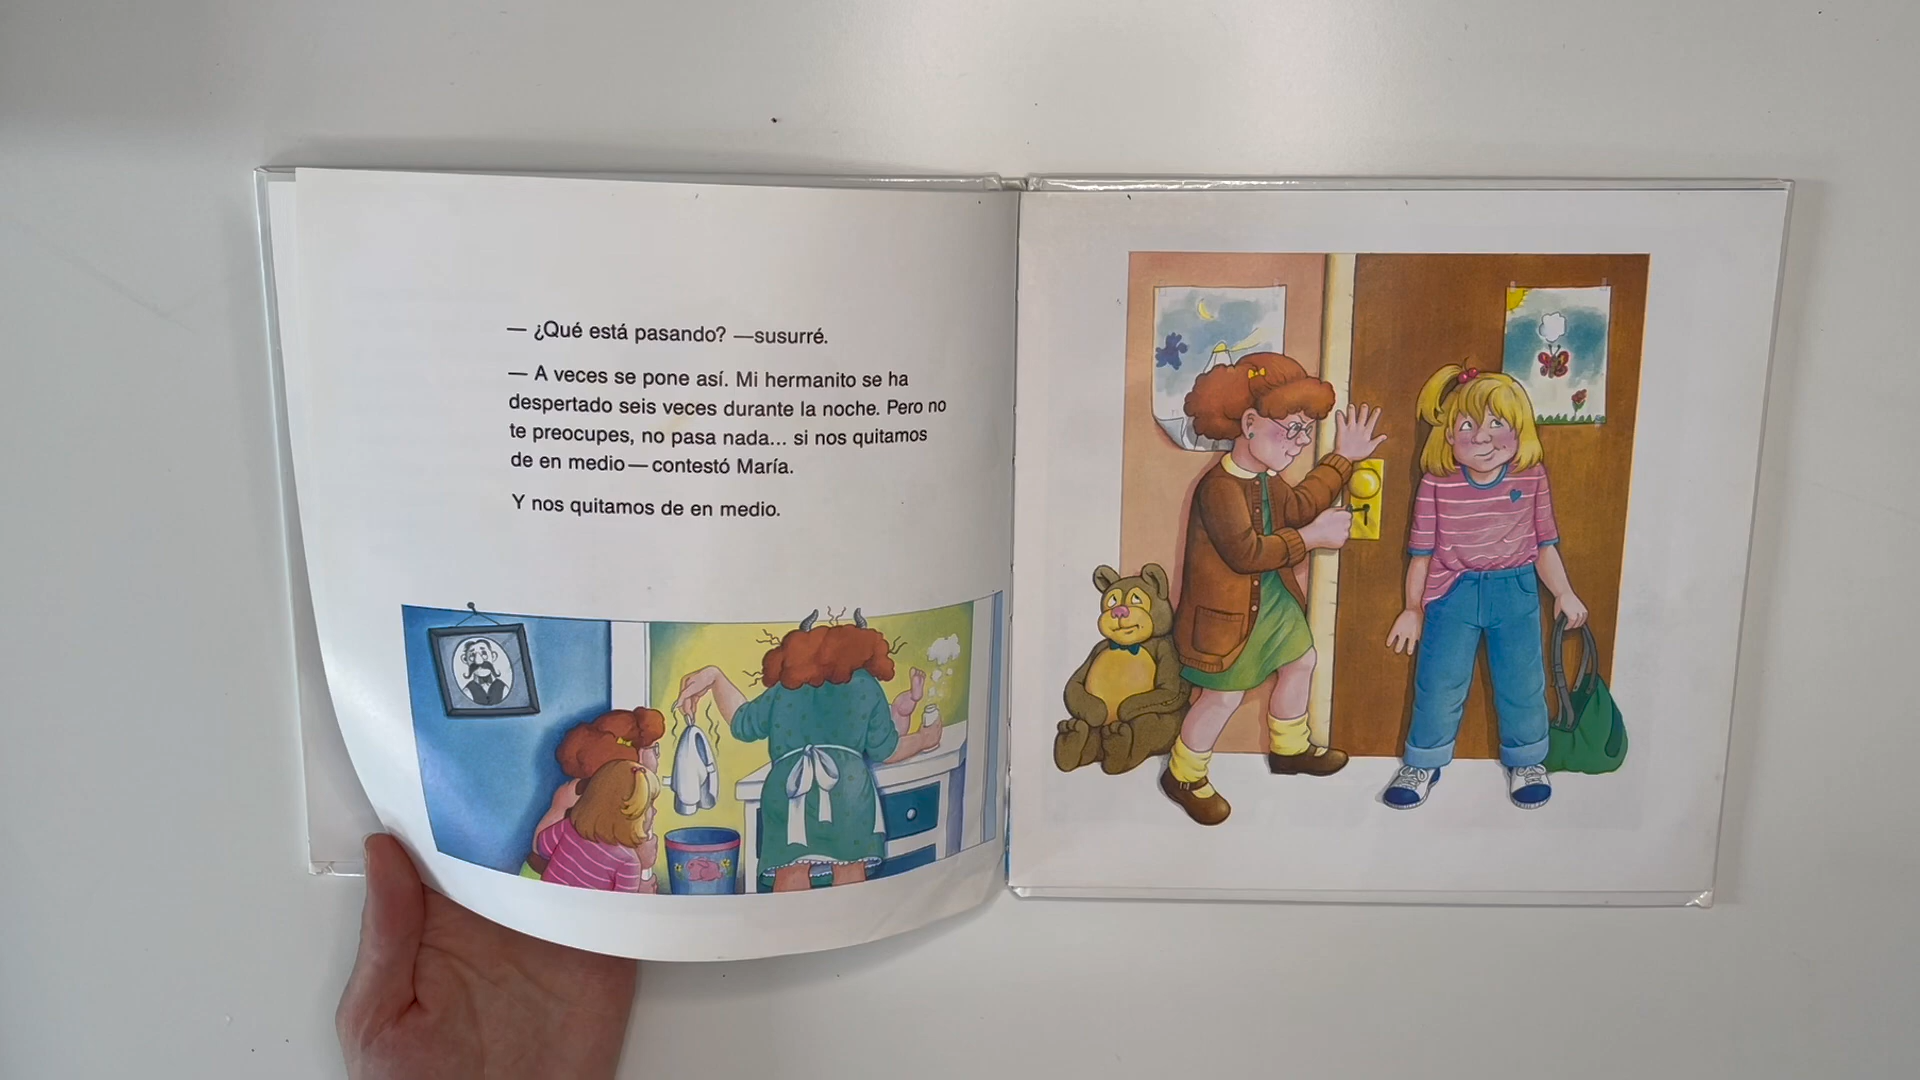 — ¿Qué está pasando? —susurré.
— A veces se pone así. Mi hermanito se ha
despertado seis veces durante la noche. Pero no
te preocupes, no pasa nada... si nos quitamos
de en medio— contestó María.
Y nos quitamos de en medio.